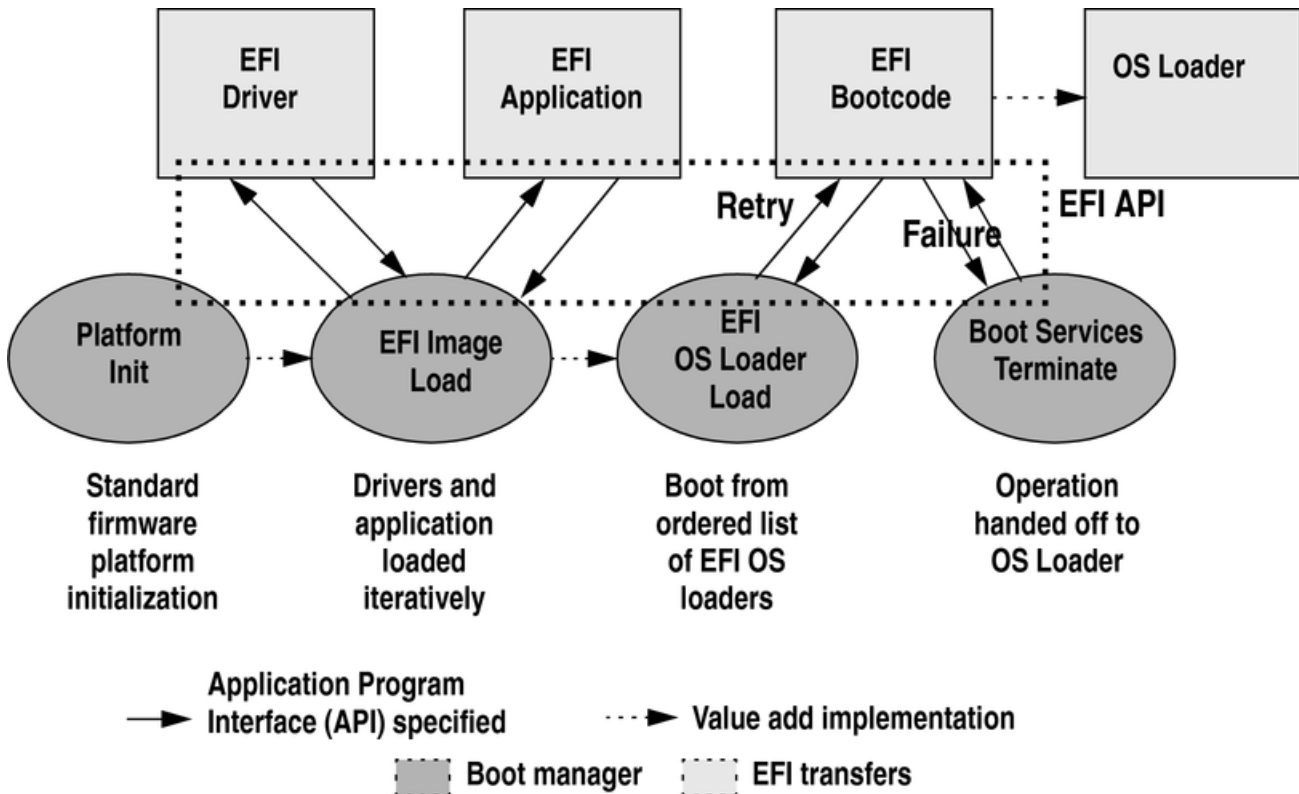 EFI
Driver
EFI
Application
EFI
Bootcode
OS Loader
Retry
Failure
EFI API
Platform
Init
EFI Image
Load
EFI
OS Loader
Load
Boot Services
Terminate
Standard
firmware
platform
initialization
Drivers and
application
loaded
iteratively
Boot from
ordered list
of EFI OS
loaders
Operation
handed off to
OS Loader
Application Program
Interface (API) specified
Value add implementation
Boot manager
EFI transfers